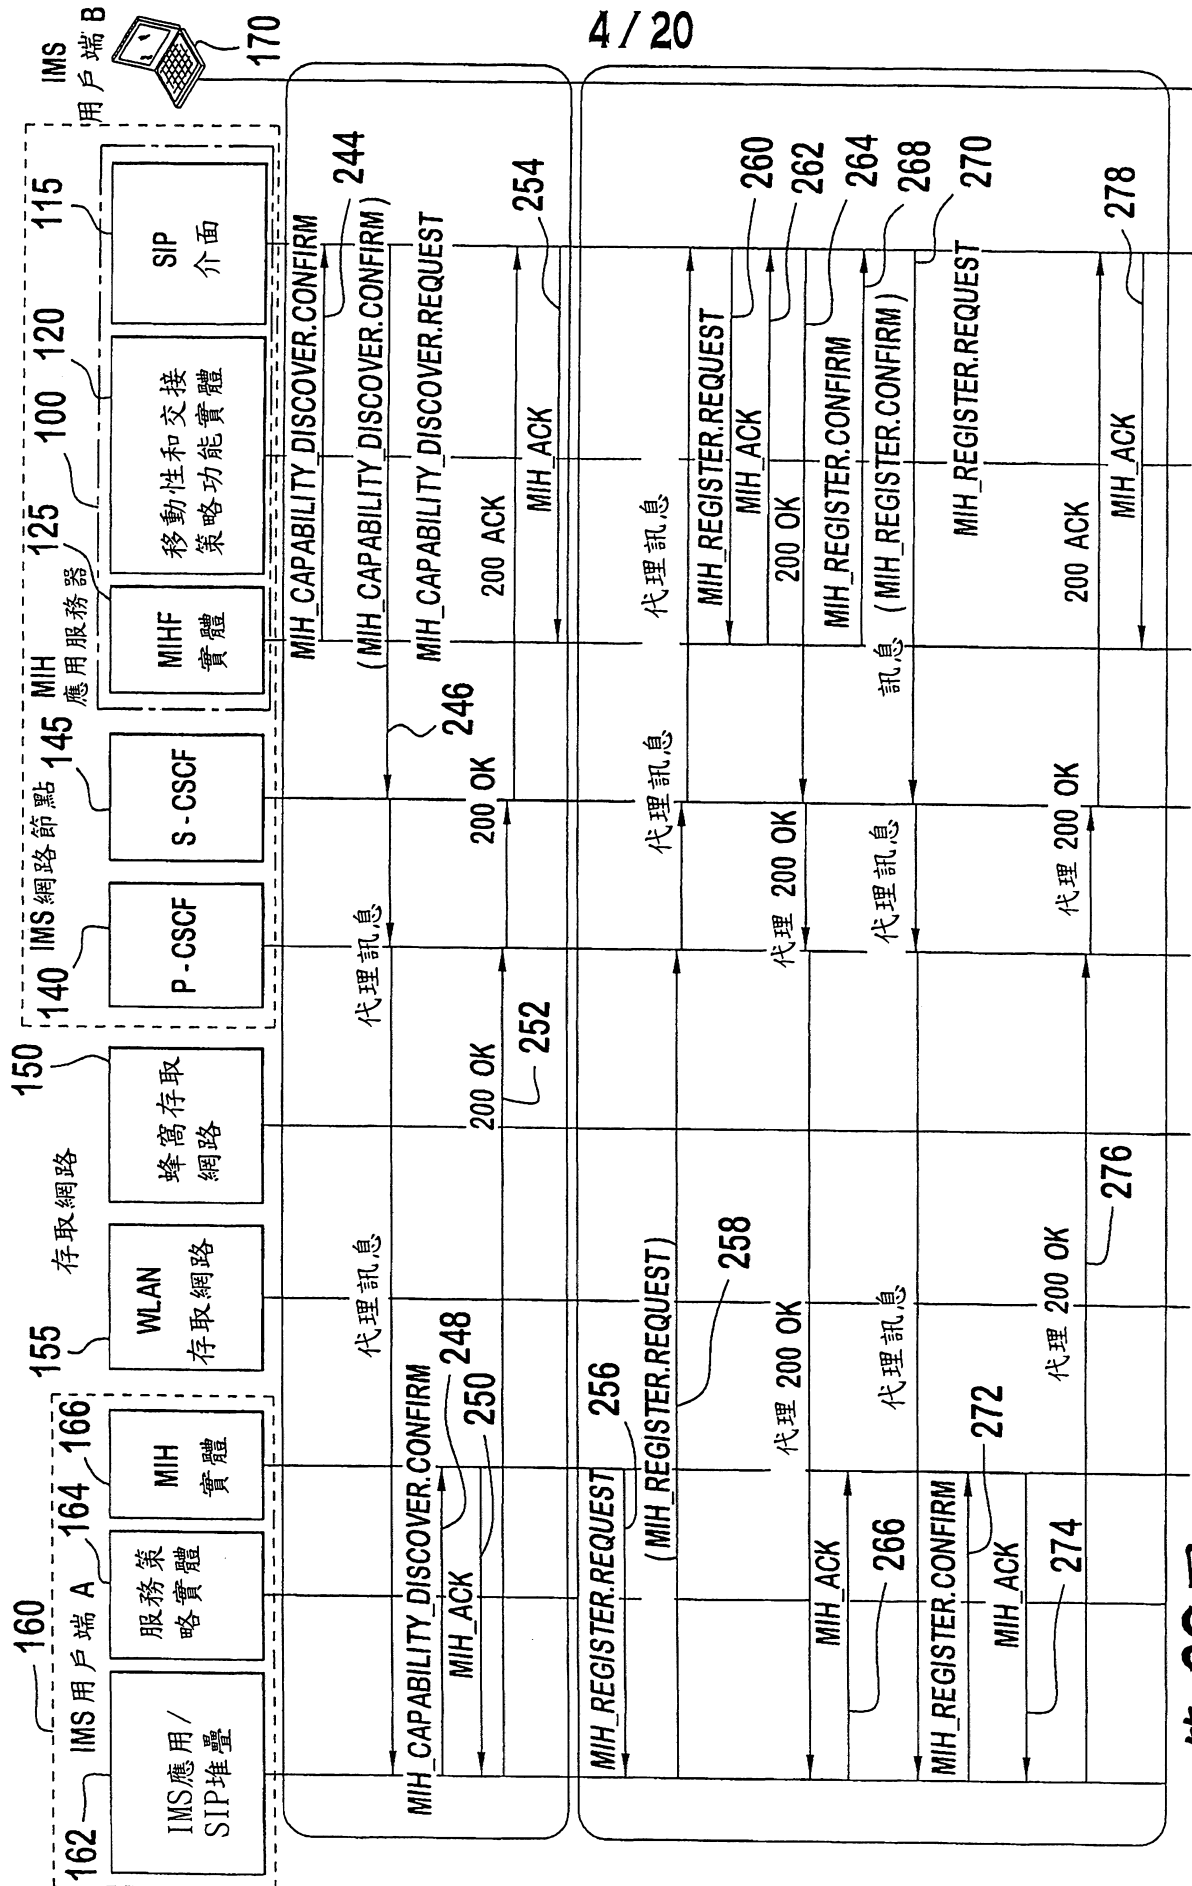 4/20
160
IMS用戶端 A
162
IMS應用/
SIP堆疊
164
服務策
略實體
166
MIH
實體
存取網路
155
WLAN
存取網路
150
蜂窩存取
網路
IMS網路節點
140
P-CSCF
145
S-CSCF
MIH
應用服務器
125
MIHF
實體
100
120
移動性和交接
策略功能實體
115
SIP
介面
IMS
用戶端 B
170
MIH_CAPABILITY_DISCOVER.CONFIRM
244
(MIH_CAPABILITY_DISCOVER.CONFIRM)
246
代理訊息
代理訊息
MIH_CAPABILITY_DISCOVER.REQUEST
MIH_CAPABILITY_DISCOVER.CONFIRM
248
MIH_ACK
250
200 OK
252
200 OK
200 ACK
MIH_ACK
254
MIH_REGISTER.REQUEST
256
(MIH_REGISTER.REQUEST)
258
代理訊息
代理訊息
MIH_REGISTER.REQUEST
260
MIH_ACK
262
200 OK
264
代理 200 OK
代理 200 OK
MIH_ACK
266
MIH_REGISTER.CONFIRM
268
訊息 (MIH_REGISTER.CONFIRM)
270
代理訊息
代理訊息
MIH_REGISTER.REQUEST
MIH_REGISTER.CONFIRM
272
MIH_ACK
274
代理 200 OK
276
代理 200 OK
200 ACK
MIH_ACK
278